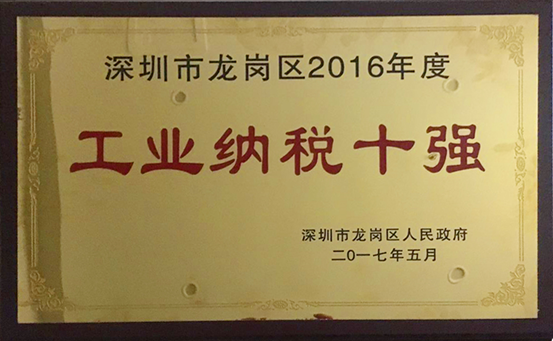 深圳市龙岗区2016年度
工业纳税十强
深圳市龙岗区人民政府
二0一七年五月